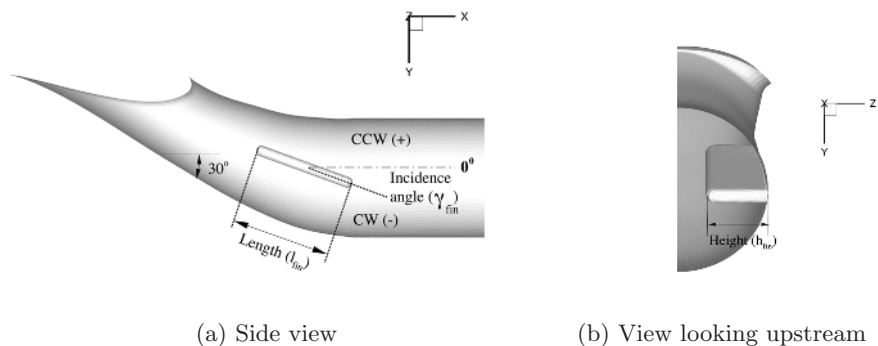 Z X
Y
CCW (+)
0°
30°
Incidence
angle (γfin)
CW (-)
Length (lfin)
X Z
Y
Height (hfin)
(a) Side view
(b) View looking upstream